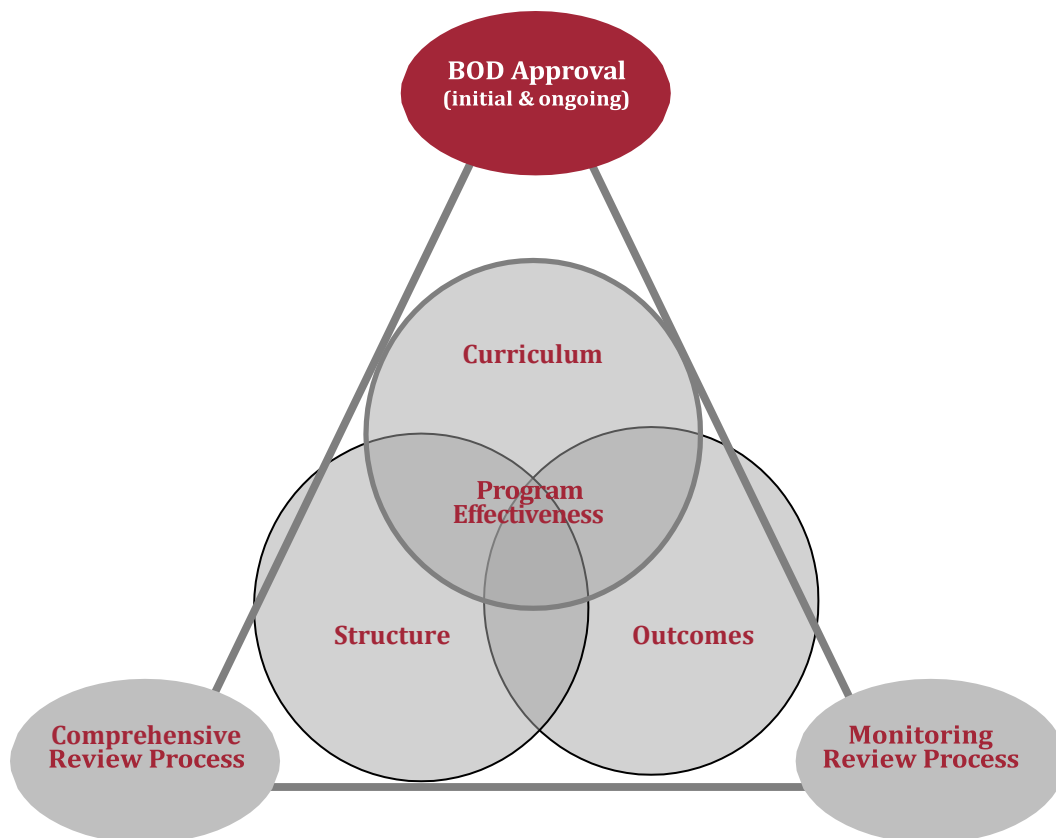 BOD Approval
(initial & ongoing)
Curriculum
Program
Effectiveness
Structure
Outcomes
Comprehensive
Review Process
Monitoring
Review Process